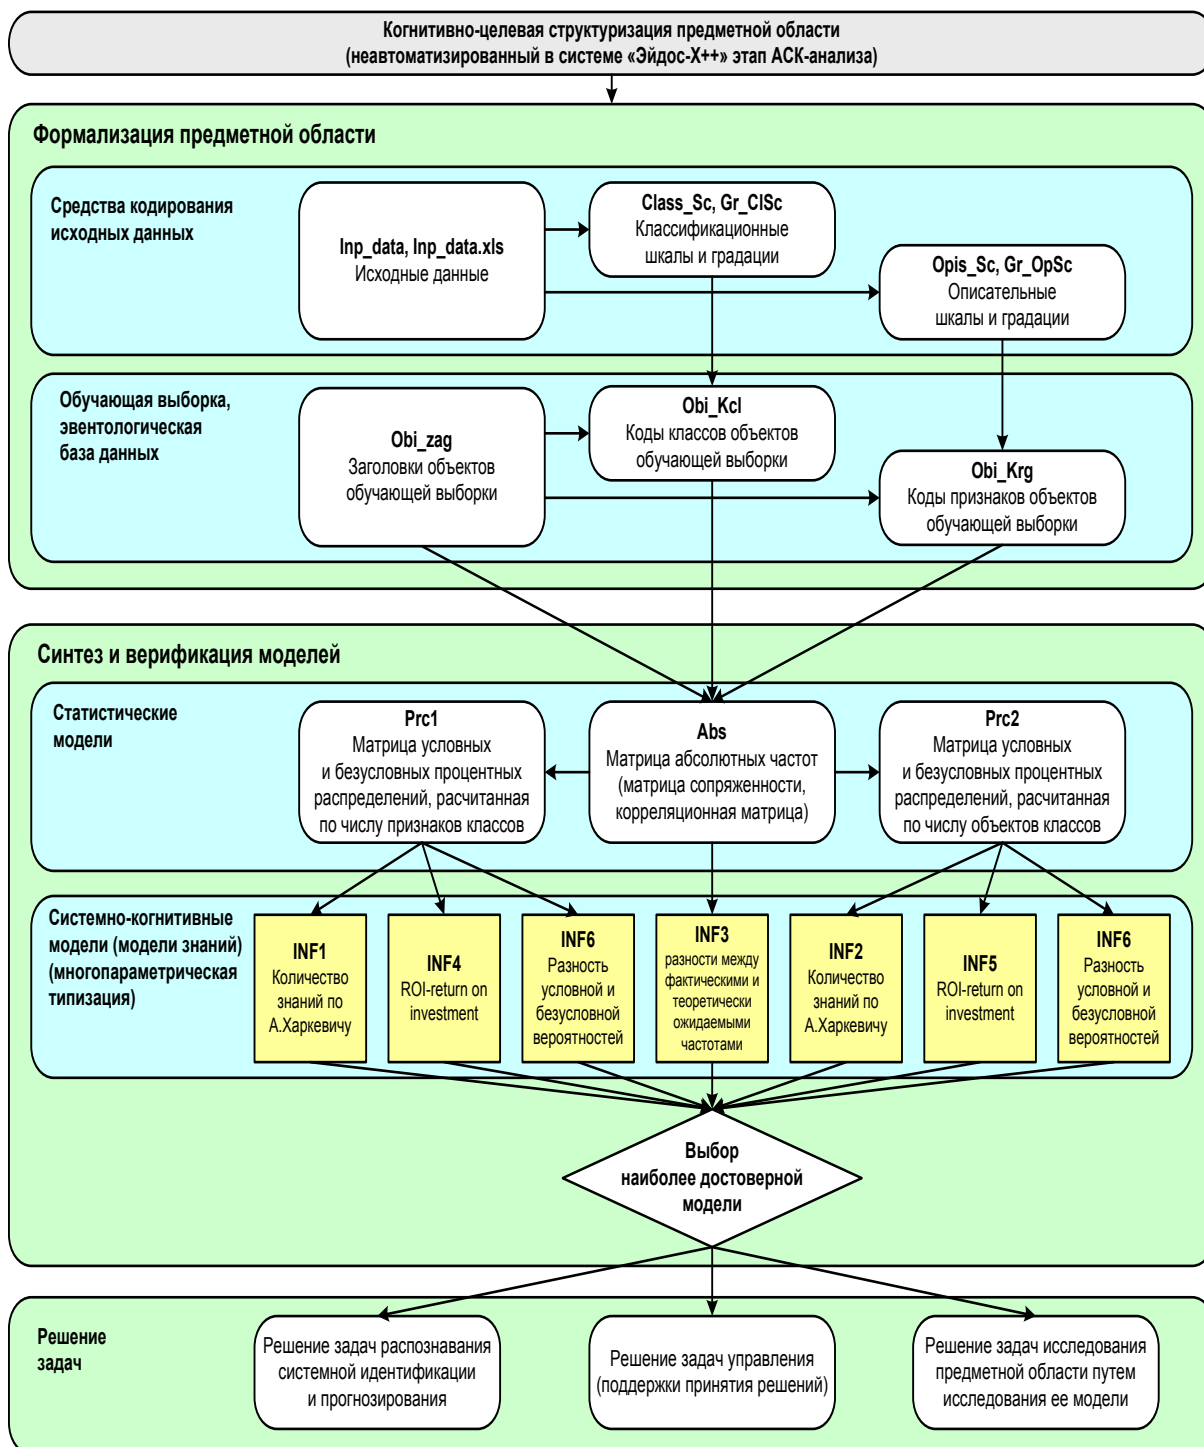 Когнитивно-целевая структуризация предметной области
(неавтоматизированный в системе «Эйдос-Х++» этап АСК-анализа)
Формализация предметной области
Средства кодирования
исходных данных
Inp_data, Inp_data.xls
Исходные данные
Class_Sc, Gr_ClSc
Классификационные
шкалы и градации
Opis_Sc, Gr_OpSc
Описательные
шкалы и градации
Обучающая выборка,
эвентологическая
база данных
Obi_zag
Заголовки объектов
обучающей выборки
Obi_Kcl
Коды классов объектов
обучающей выборки
Obi_Krg
Коды признаков объектов
обучающей выборки
Синтез и верификация моделей
Статистические
модели
Prc1
Матрица условных
и безусловных процентных
распределений, расчитанная
по числу признаков классов
Abs
Матрица абсолютных частот
(матрица сопряженности,
корреляционная матрица)
Prc2
Матрица условных
и безусловных процентных
распределений, расчитанная
по числу объектов классов
Системно-когнитивные
модели (модели знаний)
(многопараметрическая
типизация)
INF1
Количество
знаний по
А.Харкевичу
INF4
ROI-return on
investment
INF6
Разность
условной и
безусловной
вероятностей
INF3
разности между
фактическими и
теоретически
ожидаемыми
частотами
INF2
Количество
знаний по
А.Харкевичу
INF5
ROI-return on
investment
INF6
Разность
условной и
безусловной
вероятностей
Выбор
наиболее достоверной
модели
Решение
задач
Решение задач распознавания
системной идентификации
и прогнозирования
Решение задач управления
(поддержки принятия решений)
Решение задач исследования
предметной области путем
исследования ее модели